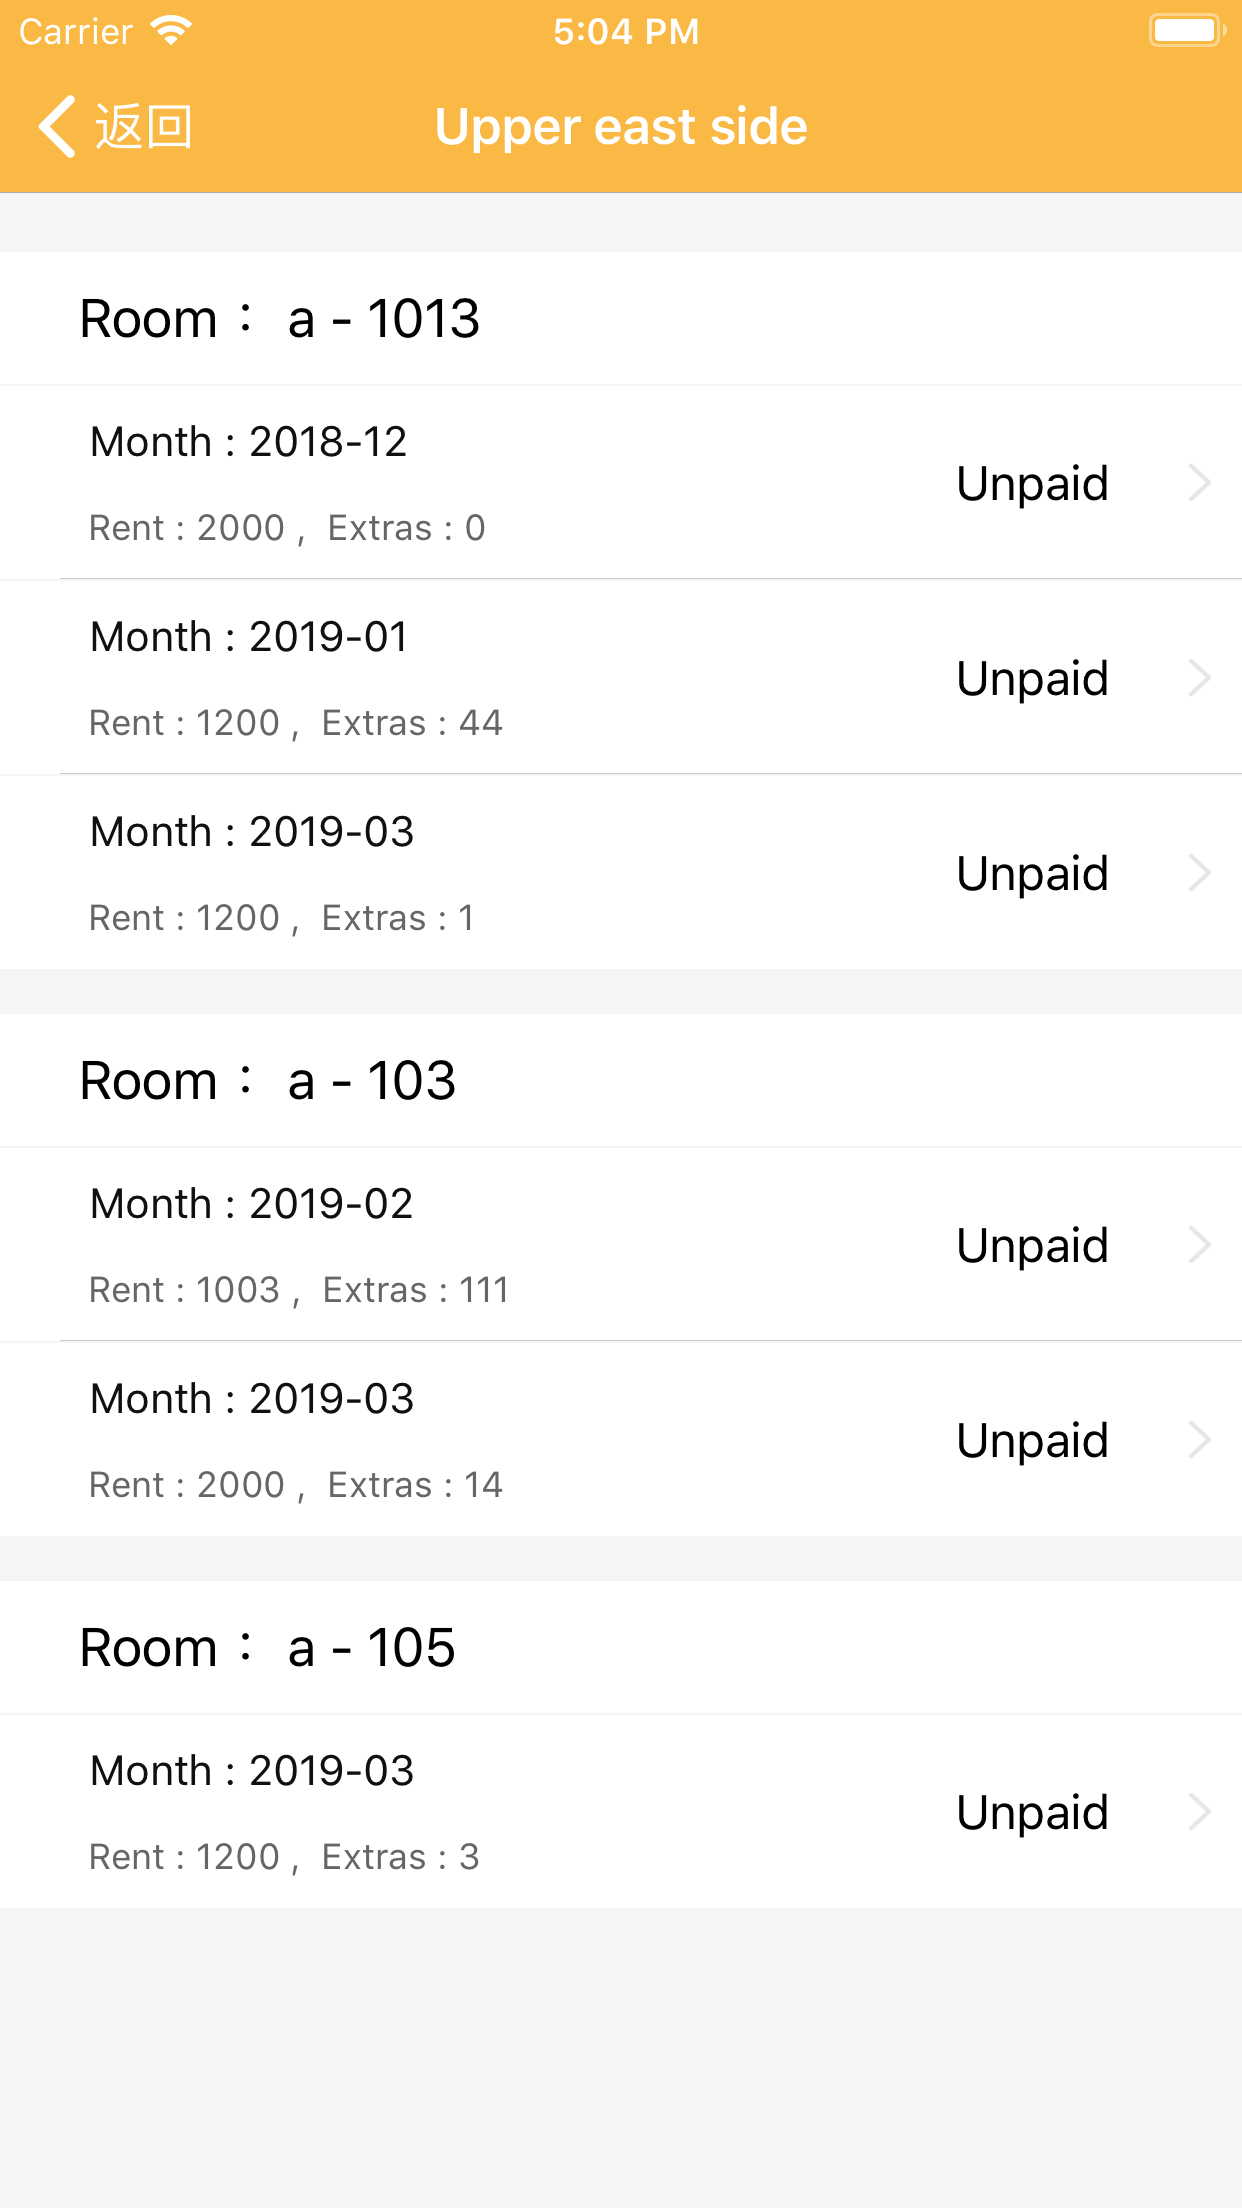 Carrier 5:04 PM
返回 Upper east side
Room： a - 1013
Month : 2018-12
Unpaid
Rent : 2000 , Extras : 0
Month : 2019-01
Unpaid
Rent : 1200 , Extras : 44
Month : 2019-03
Unpaid
Rent : 1200 , Extras : 1
Room： a - 103
Month : 2019-02
Unpaid
Rent : 1003 , Extras : 111
Month : 2019-03
Unpaid
Rent : 2000 , Extras : 14
Room： a - 105
Month : 2019-03
Unpaid
Rent : 1200 , Extras : 3